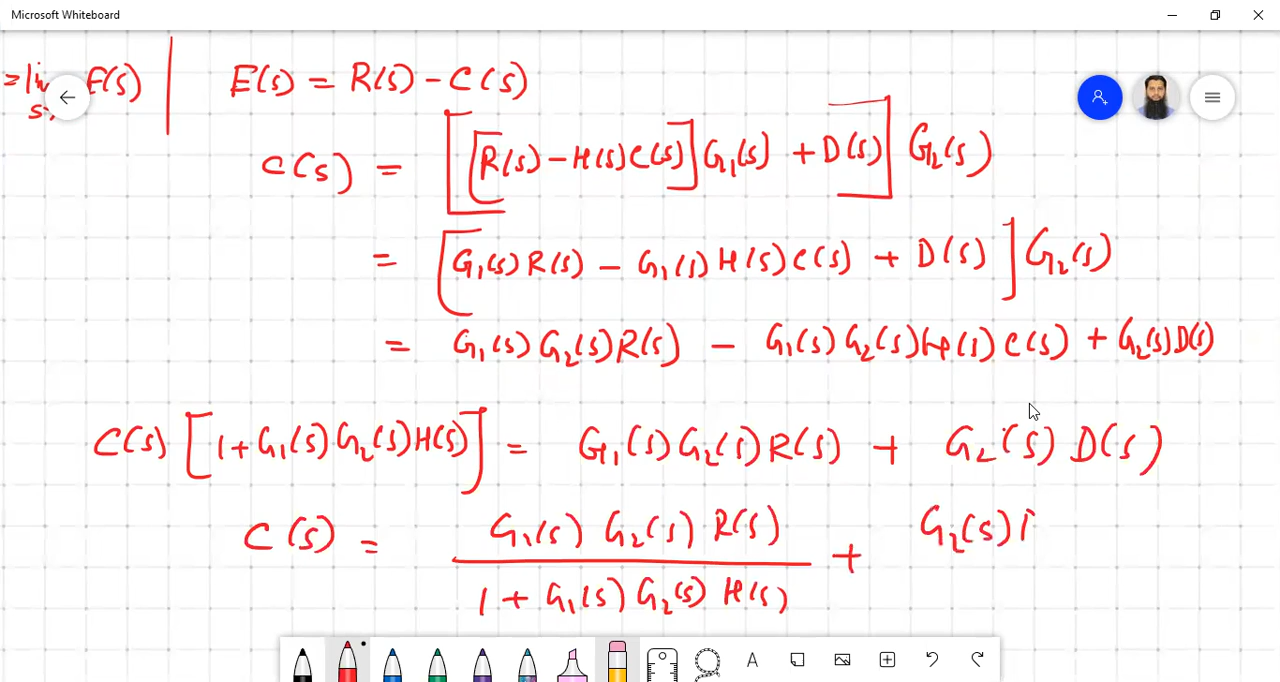 Microsoft Whiteboard
= lim E(s)
s
E(s) = R(s) - C(s)
C(s) = [[R(s) - H(s)C(s)]G₁(s) + D(s)] G₂(s)
= [G₁(s)R(s) - G₁(s)H(s)C(s) + D(s)]G₂(s)
= G₁(s)G₂(s)R(s) - G₁(s)G₂(s)H(s)C(s) + G₂(s)D(s)
C(s)[1+G₁(s)G₂(s)H(s)] = G₁(s)G₂(s)R(s) + G₂(s)D(s)
C(s) = G₁(s) G₂(s) R(s) + G₂(s)
1 + G₁(s)G₂(s) H(s)
A